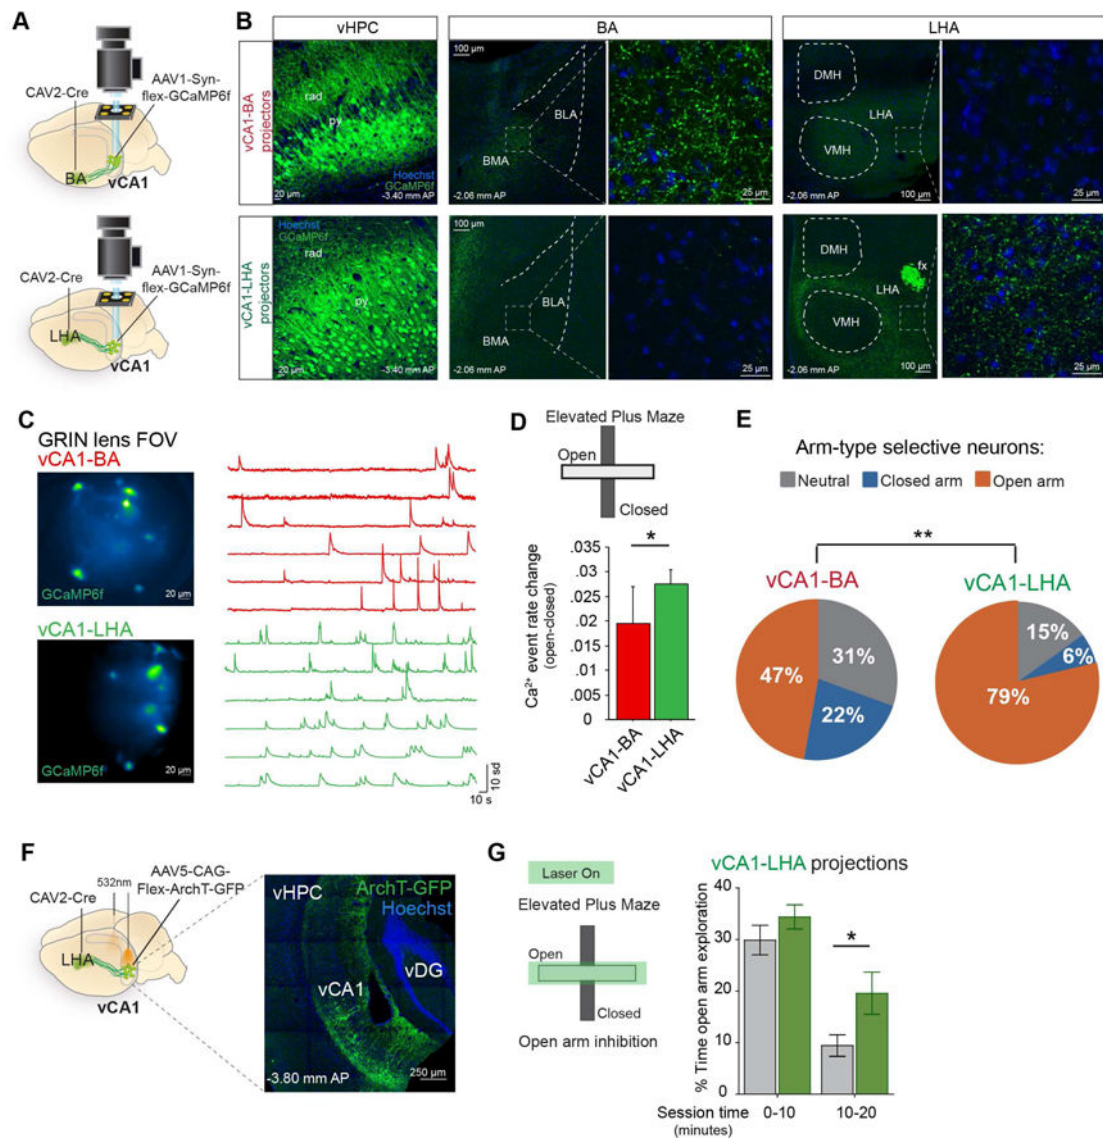 A
CAV2-Cre
AAV1-Syn-
flex-GCaMP6f
BA
vCA1
CAV2-Cre
AAV1-Syn-
flex-GCaMP6f
LHA
vCA1
B
vHPC
BA
LHA
vCA1-BA
projectors
rad
py
Hoechst
GCaMP6f
20 µm
-3.40 mm AP
100 µm
BLA
BMA
-2.06 mm AP
25 µm
DMH
LHA
VMH
-2.06 mm AP
100 µm
25 µm
vCA1-LHA
projectors
Hoechst
GCaMP6f
rad
py
20 µm
-3.40 mm AP
100 µm
BLA
BMA
-2.06 mm AP
25 µm
DMH
fx
LHA
VMH
-2.06 mm AP
100 µm
25 µm
C
GRIN lens FOV
vCA1-BA
GCaMP6f
20 µm
vCA1-LHA
GCaMP6f
20 µm
10 sd
10 s
D
Elevated Plus Maze
Open
Closed
Ca²⁺ event rate change
(open-closed)
.035
.03
.025
.02
.015
.01
.005
0
*
vCA1-BA
vCA1-LHA
E
Arm-type selective neurons:
Neutral
Closed arm
Open arm
**
vCA1-BA
vCA1-LHA
47%
31%
22%
15%
6%
79%
F
532nm
AAV5-CAG-
Flex-ArchT-GFP
CAV2-Cre
LHA
vCA1
vHPC
ArchT-GFP
Hoechst
vDG
vCA1
-3.80 mm AP
250 µm
G
Laser On
Elevated Plus Maze
Open
Closed
Open arm inhibition
vCA1-LHA projections
% Time open arm exploration
40
30
20
10
0
*
Session time
(minutes)
0-10
10-20